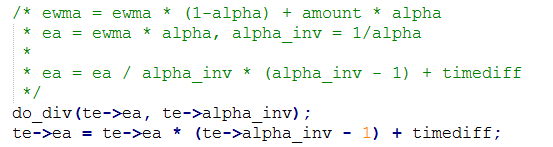 /* ewma = ewma * (1-alpha) + amount * alpha
 * ea = ewma * alpha, alpha_inv = 1/alpha
 *
 * ea = ea / alpha_inv * (alpha_inv - 1) + timediff
 */
do_div(te->ea, te->alpha_inv);
te->ea = te->ea * (te->alpha_inv - 1) + timediff;